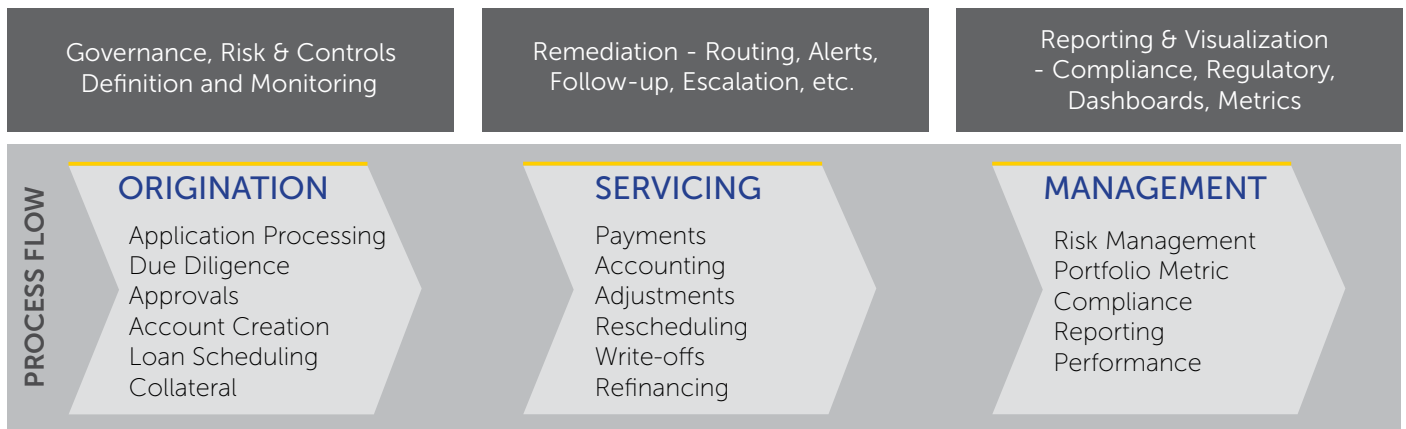 Governance, Risk & Controls
Definition and Monitoring
Remediation - Routing, Alerts,
Follow-up, Escalation, etc.
Reporting & Visualization
- Compliance, Regulatory,
Dashboards, Metrics
PROCESS FLOW
ORIGINATION
Application Processing
Due Diligence
Approvals
Account Creation
Loan Scheduling
Collateral
SERVICING
Payments
Accounting
Adjustments
Rescheduling
Write-offs
Refinancing
MANAGEMENT
Risk Management
Portfolio Metric
Compliance
Reporting
Performance